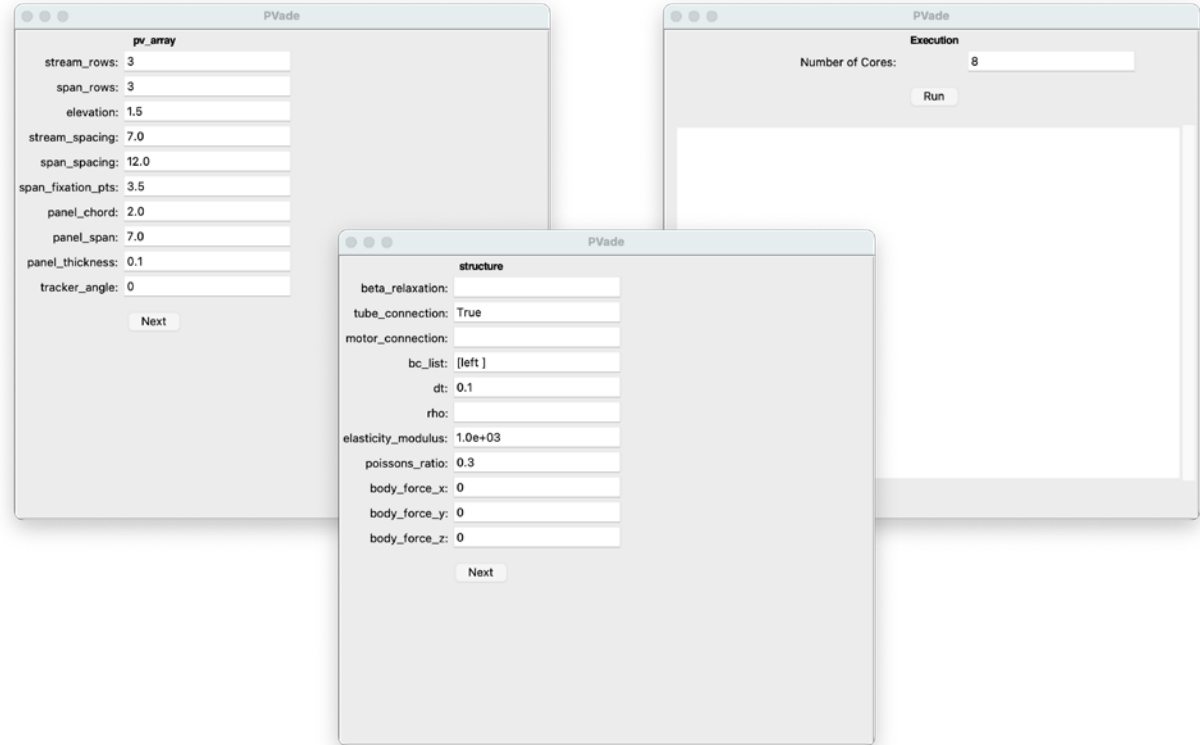 PVade
pv_array
stream_rows: 3
span_rows: 3
elevation: 1.5
stream_spacing: 7.0
span_spacing: 12.0
span_fixation_pts: 3.5
panel_chord: 2.0
panel_span: 7.0
panel_thickness: 0.1
tracker_angle: 0
Next
PVade
Execution
Number of Cores: 8
Run
PVade
structure
beta_relaxation:
tube_connection: True
motor_connection:
bc_list: [left ]
dt: 0.1
rho:
elasticity_modulus: 1.0e+03
poissons_ratio: 0.3
body_force_x: 0
body_force_y: 0
body_force_z: 0
Next